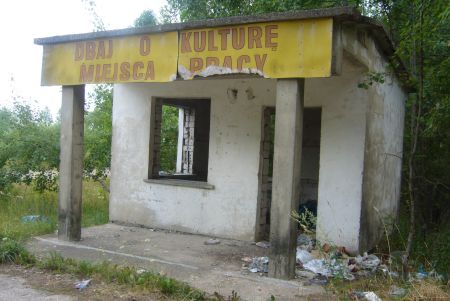 DBAJ O KULTURĘ
MIEJSCA PRACY